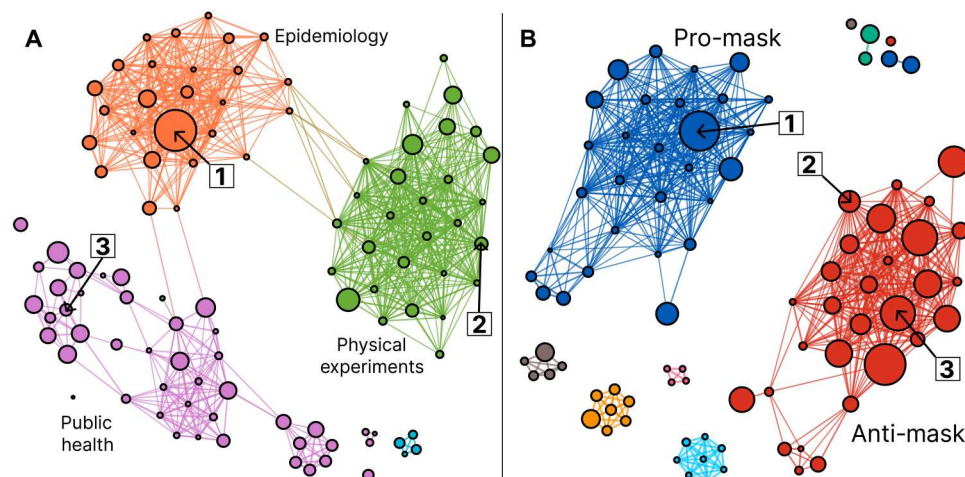 A
Epidemiology
1
2
3
Physical
experiments
Public
health
B
Pro-mask
1
2
3
Anti-mask